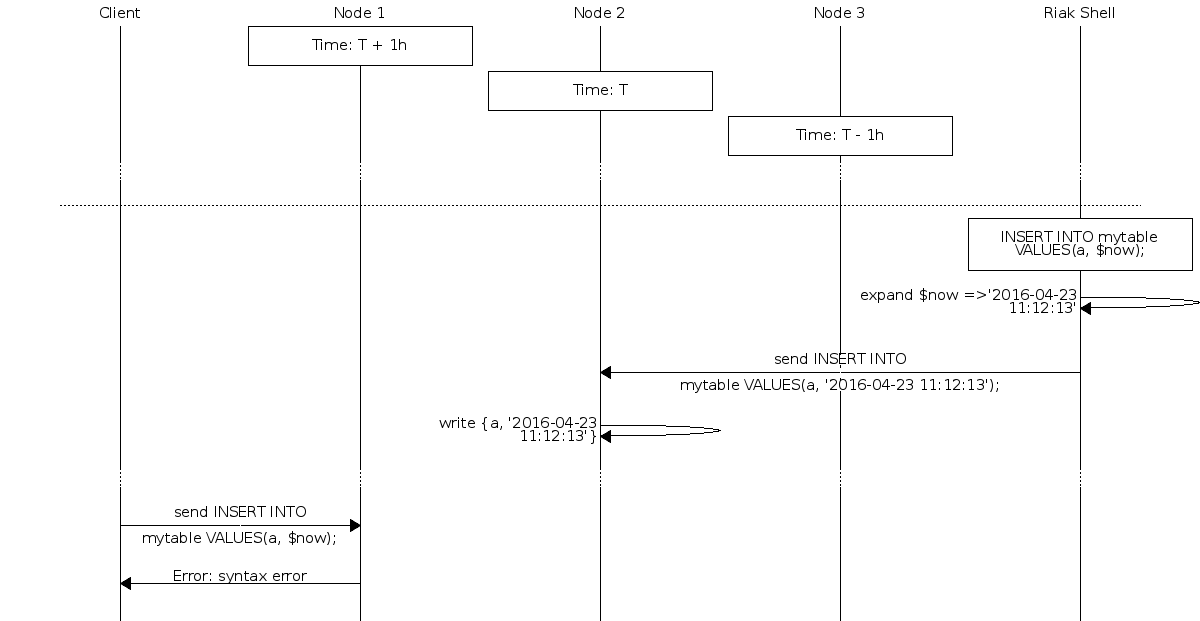 Client
Node 1
Node 2
Node 3
Riak Shell
Time: T + 1h
Time: T
Time: T - 1h
INSERT INTO mytable
VALUES(a, $now);
expand $now =>'2016-04-23
11:12:13'
send INSERT INTO
mytable VALUES(a, '2016-04-23 11:12:13');
write {a, '2016-04-23
11:12:13'}
send INSERT INTO
mytable VALUES(a, $now);
Error: syntax error